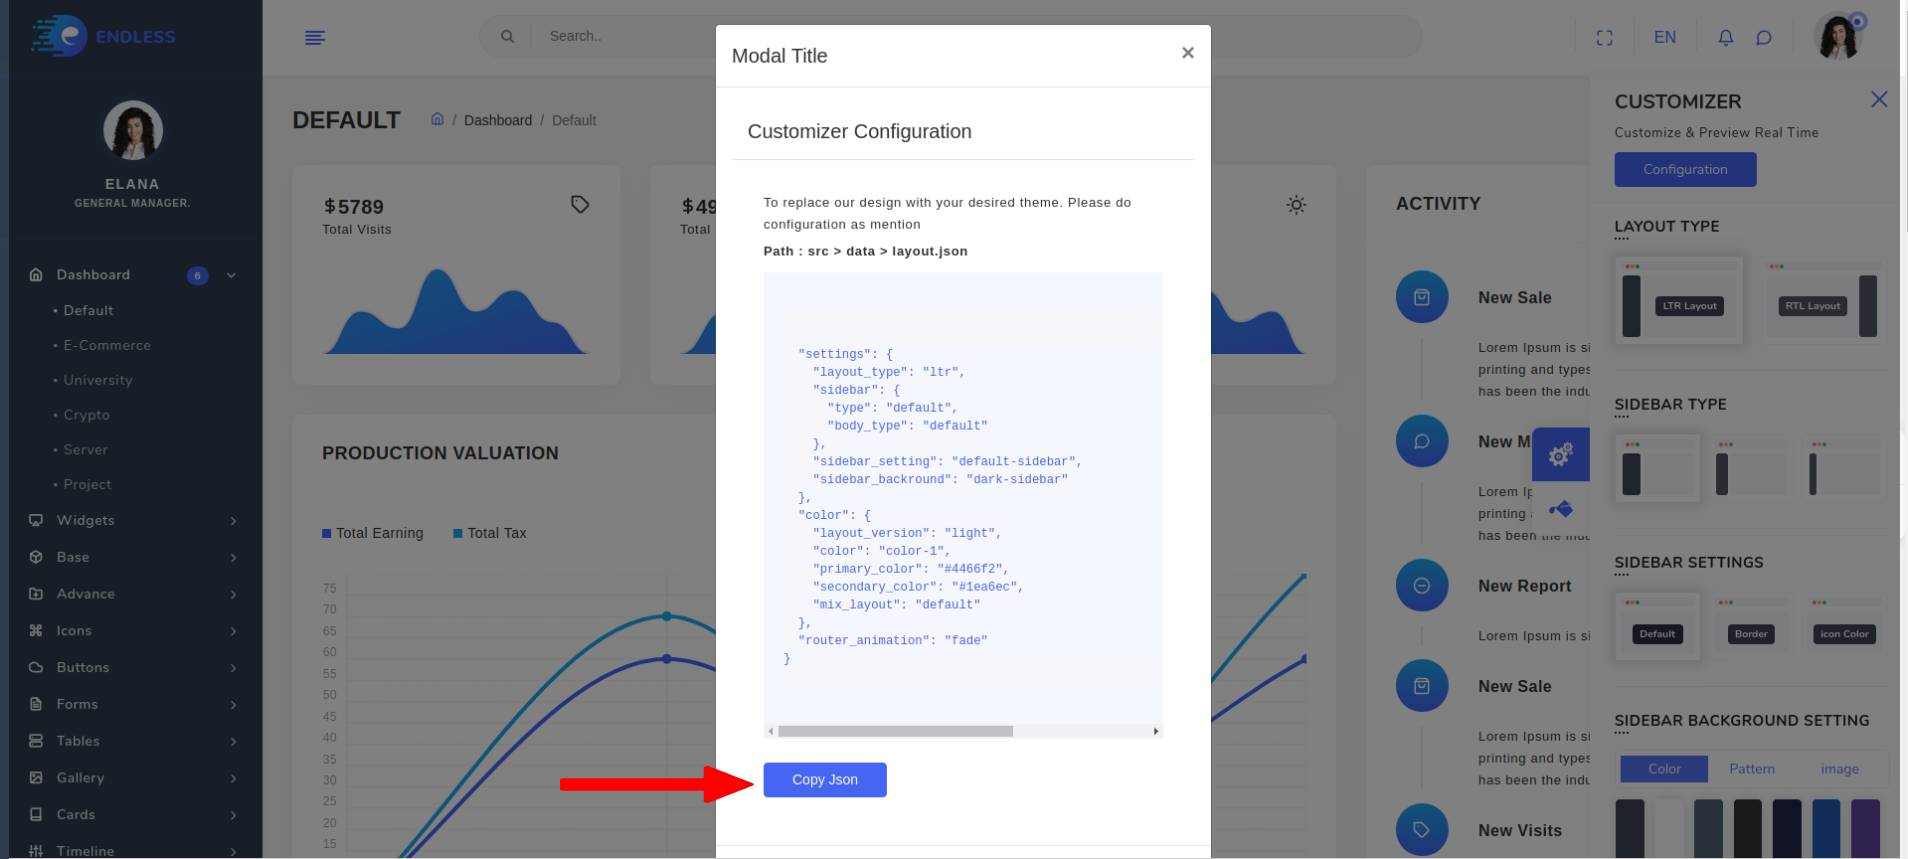 ENDLESS
ELANA
GENERAL MANAGER.
Dashboard 6
• Default
• E-Commerce
• University
• Crypto
• Server
• Project
Widgets
Base
Advance
Icons
Buttons
Forms
Tables
Gallery
Cards
Timeline
Search..
EN
DEFAULT / Dashboard / Default
$5789
Total Visits
$49
Total
PRODUCTION VALUATION
Total Earning Total Tax
75
70
65
60
55
50
45
40
35
30
25
20
15
Modal Title ×
Customizer Configuration
To replace our design with your desired theme. Please do
configuration as mention
Path : src > data > layout.json
"settings": {
"layout_type": "ltr",
"sidebar": {
"type": "default",
"body_type": "default"
},
"sidebar_setting": "default-sidebar",
"sidebar_backround": "dark-sidebar"
},
"color": {
"layout_version": "light",
"color": "color-1",
"primary_color": "#4466f2",
"secondary_color": "#1ea6ec",
"mix_layout": "default"
},
"router_animation": "fade"
}
Copy Json
ACTIVITY
New Sale
Lorem Ipsum is si
printing and types
has been the indu
New M
Lorem Ip
printing
has been the indu
New Report
Lorem Ipsum is si
New Sale
Lorem Ipsum is si
printing and types
has been the indu
New Visits
CUSTOMIZER
Customize & Preview Real Time
Configuration
LAYOUT TYPE
LTR Layout RTL Layout
SIDEBAR TYPE
SIDEBAR SETTINGS
Default Border icon Color
SIDEBAR BACKGROUND SETTING
Color Pattern image